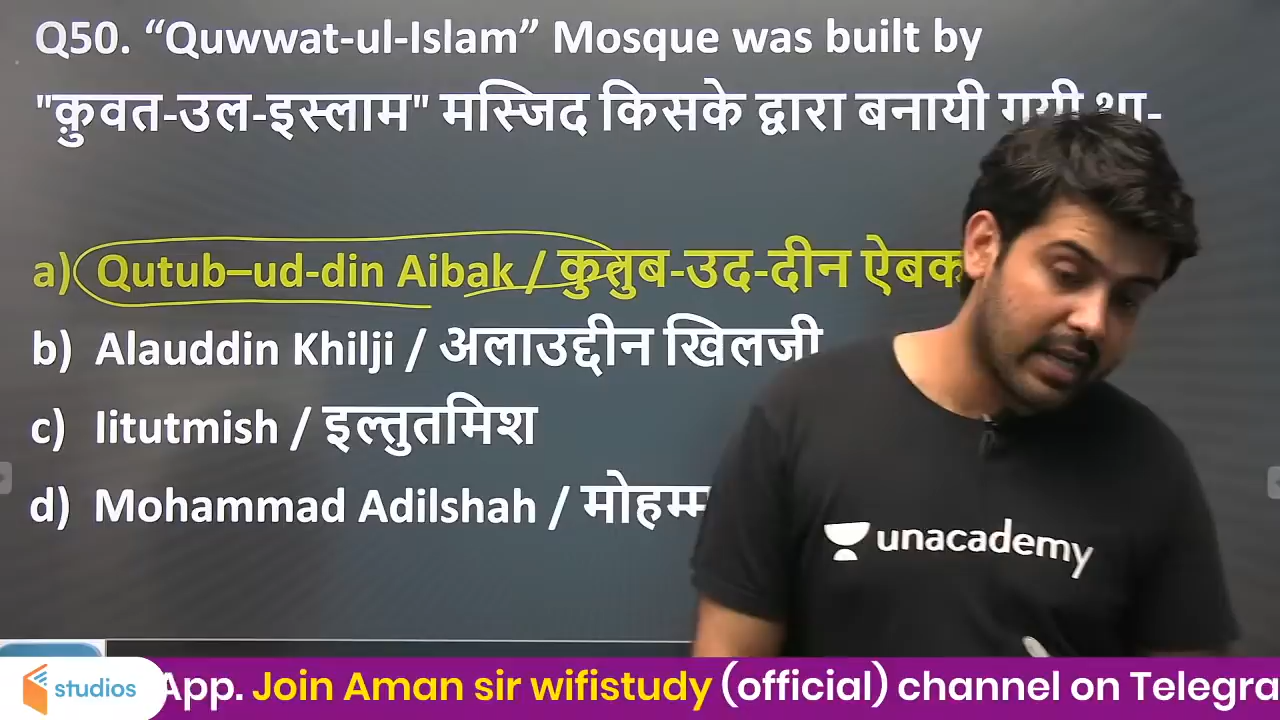 Q50. “Quwwat-ul-Islam” Mosque was built by
"क़ुवत-उल-इस्लाम" मस्जिद किसके द्वारा बनायी गयी
a) Qutub–ud-din Aibak / कुतुब-उद-दीन ऐबक
b) Alauddin Khilji / अलाउद्दीन खिलजी
c) Iitutmish / इल्तुतमिश
d) Mohammad Adilshah /
unacademy
studios
App. Join Aman sir wifistudy (official) channel on